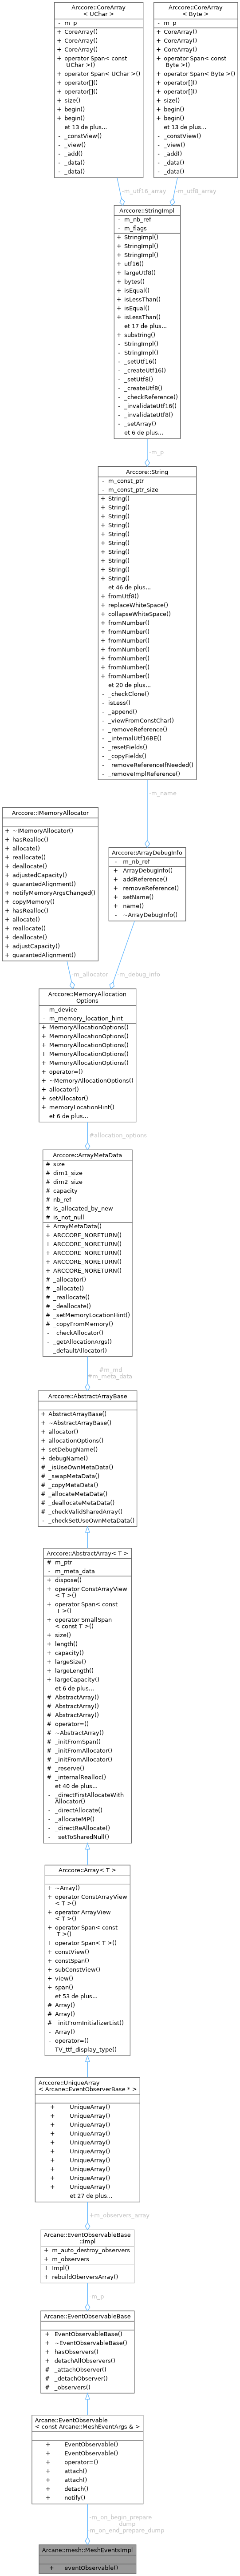 Arccore::CoreArray
< UChar >
- m_p
+ CoreArray()
+ CoreArray()
+ CoreArray()
+ operator Span< const
UChar >()
+ operator Span< UChar >()
+ operator[]()
+ operator[]()
+ size()
+ begin()
+ begin()
et 13 de plus...
- _constView()
- _view()
- _add()
- _data()
- _data()
Arccore::CoreArray
< Byte >
- m_p
+ CoreArray()
+ CoreArray()
+ CoreArray()
+ operator Span< const
Byte >()
+ operator Span< Byte >()
+ operator[]()
+ operator[]()
+ size()
+ begin()
+ begin()
et 13 de plus...
- _constView()
- _view()
- _add()
- _data()
- _data()
-m_utf16_array
-m_utf8_array
Arccore::StringImpl
- m_nb_ref
- m_flags
+ StringImpl()
+ StringImpl()
+ StringImpl()
+ utf16()
+ largeUtf8()
+ bytes()
+ isEqual()
+ isLessThan()
+ isEqual()
+ isLessThan()
et 17 de plus...
+ substring()
- StringImpl()
- StringImpl()
- _setUtf16()
- _createUtf16()
- _setUtf8()
- _createUtf8()
- _checkReference()
- _invalidateUtf16()
- _invalidateUtf8()
- _setArray()
et 6 de plus...
-m_p
Arccore::String
- m_const_ptr
- m_const_ptr_size
+ String()
+ String()
+ String()
+ String()
+ String()
+ String()
+ String()
+ String()
+ String()
+ String()
et 46 de plus...
+ fromUtf8()
+ replaceWhiteSpace()
+ collapseWhiteSpace()
+ fromNumber()
+ fromNumber()
+ fromNumber()
+ fromNumber()
+ fromNumber()
+ fromNumber()
+ fromNumber()
et 20 de plus...
- _checkClone()
- isLess()
- _append()
- _viewFromConstChar()
- _removeReference()
- _internalUtf16BE()
- _resetFields()
- _copyFields()
- _removeReferenceIfNeeded()
- _removeImplReference()
-m_name
Arccore::IMemoryAllocator
+ ~IMemoryAllocator()
+ hasRealloc()
+ allocate()
+ reallocate()
+ deallocate()
+ adjustedCapacity()
+ guarantedAlignment()
+ notifyMemoryArgsChanged()
+ copyMemory()
+ hasRealloc()
+ allocate()
+ reallocate()
+ deallocate()
+ adjustCapacity()
+ guarantedAlignment()
Arccore::ArrayDebugInfo
- m_nb_ref
+ ArrayDebugInfo()
+ addReference()
+ removeReference()
+ setName()
+ name()
- ~ArrayDebugInfo()
-m_allocator
-m_debug_info
Arccore::MemoryAllocation
Options
- m_device
- m_memory_location_hint
+ MemoryAllocationOptions()
+ MemoryAllocationOptions()
+ MemoryAllocationOptions()
+ MemoryAllocationOptions()
+ MemoryAllocationOptions()
+ operator=()
+ ~MemoryAllocationOptions()
+ allocator()
+ setAllocator()
+ memoryLocationHint()
et 6 de plus...
#allocation_options
Arccore::ArrayMetaData
# size
# dim1_size
# dim2_size
# capacity
# nb_ref
# is_allocated_by_new
# is_not_null
+ ArrayMetaData()
+ ARCCORE_NORETURN()
+ ARCCORE_NORETURN()
+ ARCCORE_NORETURN()
+ ARCCORE_NORETURN()
+ ARCCORE_NORETURN()
# _allocator()
# _allocate()
# _reallocate()
# _deallocate()
# _setMemoryLocationHint()
# _copyFromMemory()
- _checkAllocator()
- _getAllocationArgs()
- _defaultAllocator()
#m_md
#m_meta_data
Arccore::AbstractArrayBase
+ AbstractArrayBase()
+ ~AbstractArrayBase()
+ allocator()
+ allocationOptions()
+ setDebugName()
+ debugName()
# _isUseOwnMetaData()
# _swapMetaData()
# _copyMetaData()
# _allocateMetaData()
# _deallocateMetaData()
# _checkValidSharedArray()
- _checkSetUseOwnMetaData()
Arccore::AbstractArray< T >
# m_ptr
- m_meta_data
+ dispose()
+ operator ConstArrayView
< T >()
+ operator Span< const
T >()
+ operator SmallSpan
< const T >()
+ size()
+ length()
+ capacity()
+ largeSize()
+ largeLength()
+ largeCapacity()
et 6 de plus...
# AbstractArray()
# AbstractArray()
# AbstractArray()
# operator=()
# ~AbstractArray()
# _initFromSpan()
# _initFromAllocator()
# _initFromAllocator()
# _reserve()
# _internalRealloc()
et 40 de plus...
- _directFirstAllocateWith
Allocator()
- _directAllocate()
- _allocateMP()
- _directReAllocate()
- _setToSharedNull()
Arccore::Array< T >
+ ~Array()
+ operator ConstArrayView
< T >()
+ operator ArrayView
< T >()
+ operator Span< const
T >()
+ operator Span< T >()
+ constView()
+ constSpan()
+ subConstView()
+ view()
+ span()
et 53 de plus...
# Array()
# Array()
# _initFromInitializerList()
- Array()
- operator=()
- TV_ttf_display_type()
Arccore::UniqueArray
< Arcane::EventObserverBase * >
+ UniqueArray()
+ UniqueArray()
+ UniqueArray()
+ UniqueArray()
+ UniqueArray()
+ UniqueArray()
+ UniqueArray()
+ UniqueArray()
+ UniqueArray()
+ UniqueArray()
et 27 de plus...
+m_observers_array
Arcane::EventObservableBase
::Impl
+ m_auto_destroy_observers
+ m_observers
+ Impl()
+ rebuildOberversArray()
-m_p
Arcane::EventObservableBase
+ EventObservableBase()
+ ~EventObservableBase()
+ hasObservers()
+ detachAllObservers()
# _attachObserver()
# _detachObserver()
# _observers()
Arcane::EventObservable
< const Arcane::MeshEventArgs & >
+ EventObservable()
+ EventObservable()
+ operator=()
+ attach()
+ attach()
+ detach()
+ notify()
-m_on_begin_prepare
_dump
-m_on_end_prepare_dump
Arcane::mesh::MeshEventsImpl
+ eventObservable()